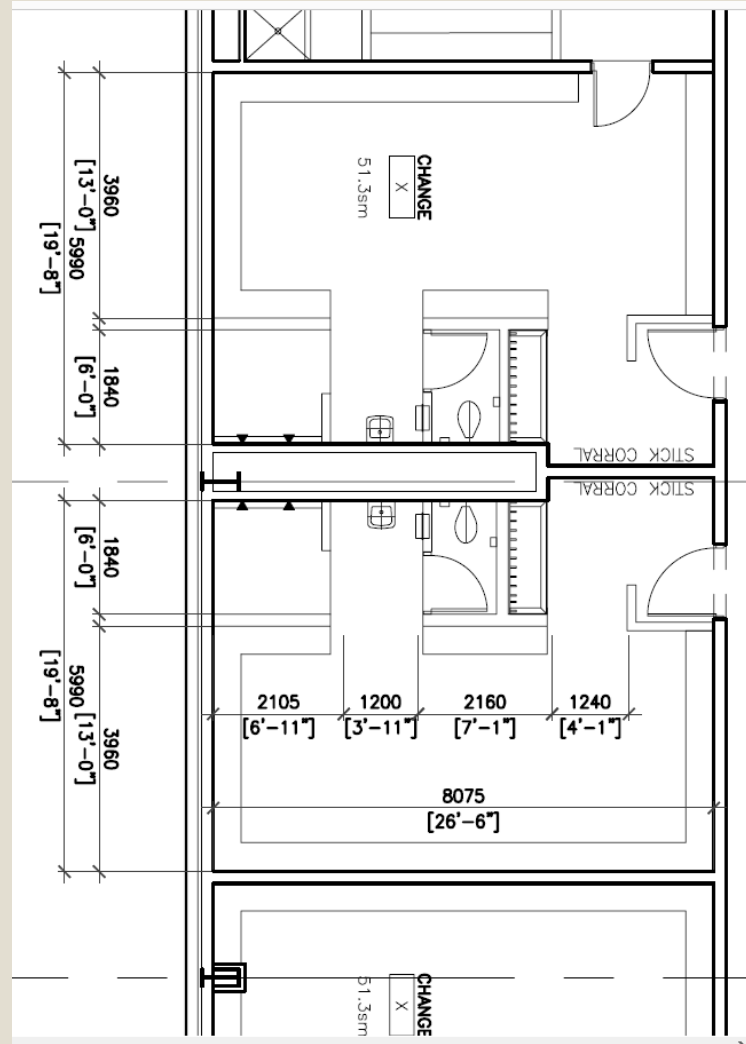 CHANGE
X
51.3sm
3960
[13'-0"]
5990
[19'-8"]
1840
[6'-0"]
STICK CORRAL
STICK CORRAL
1840
[6'-0"]
5990
[19'-8"]
3960
[13'-0"]
2105
[6'-11"]
1200
[3'-11"]
2160
[7'-1"]
1240
[4'-1"]
8075
[26'-6"]
CHANGE
X
51.3sm